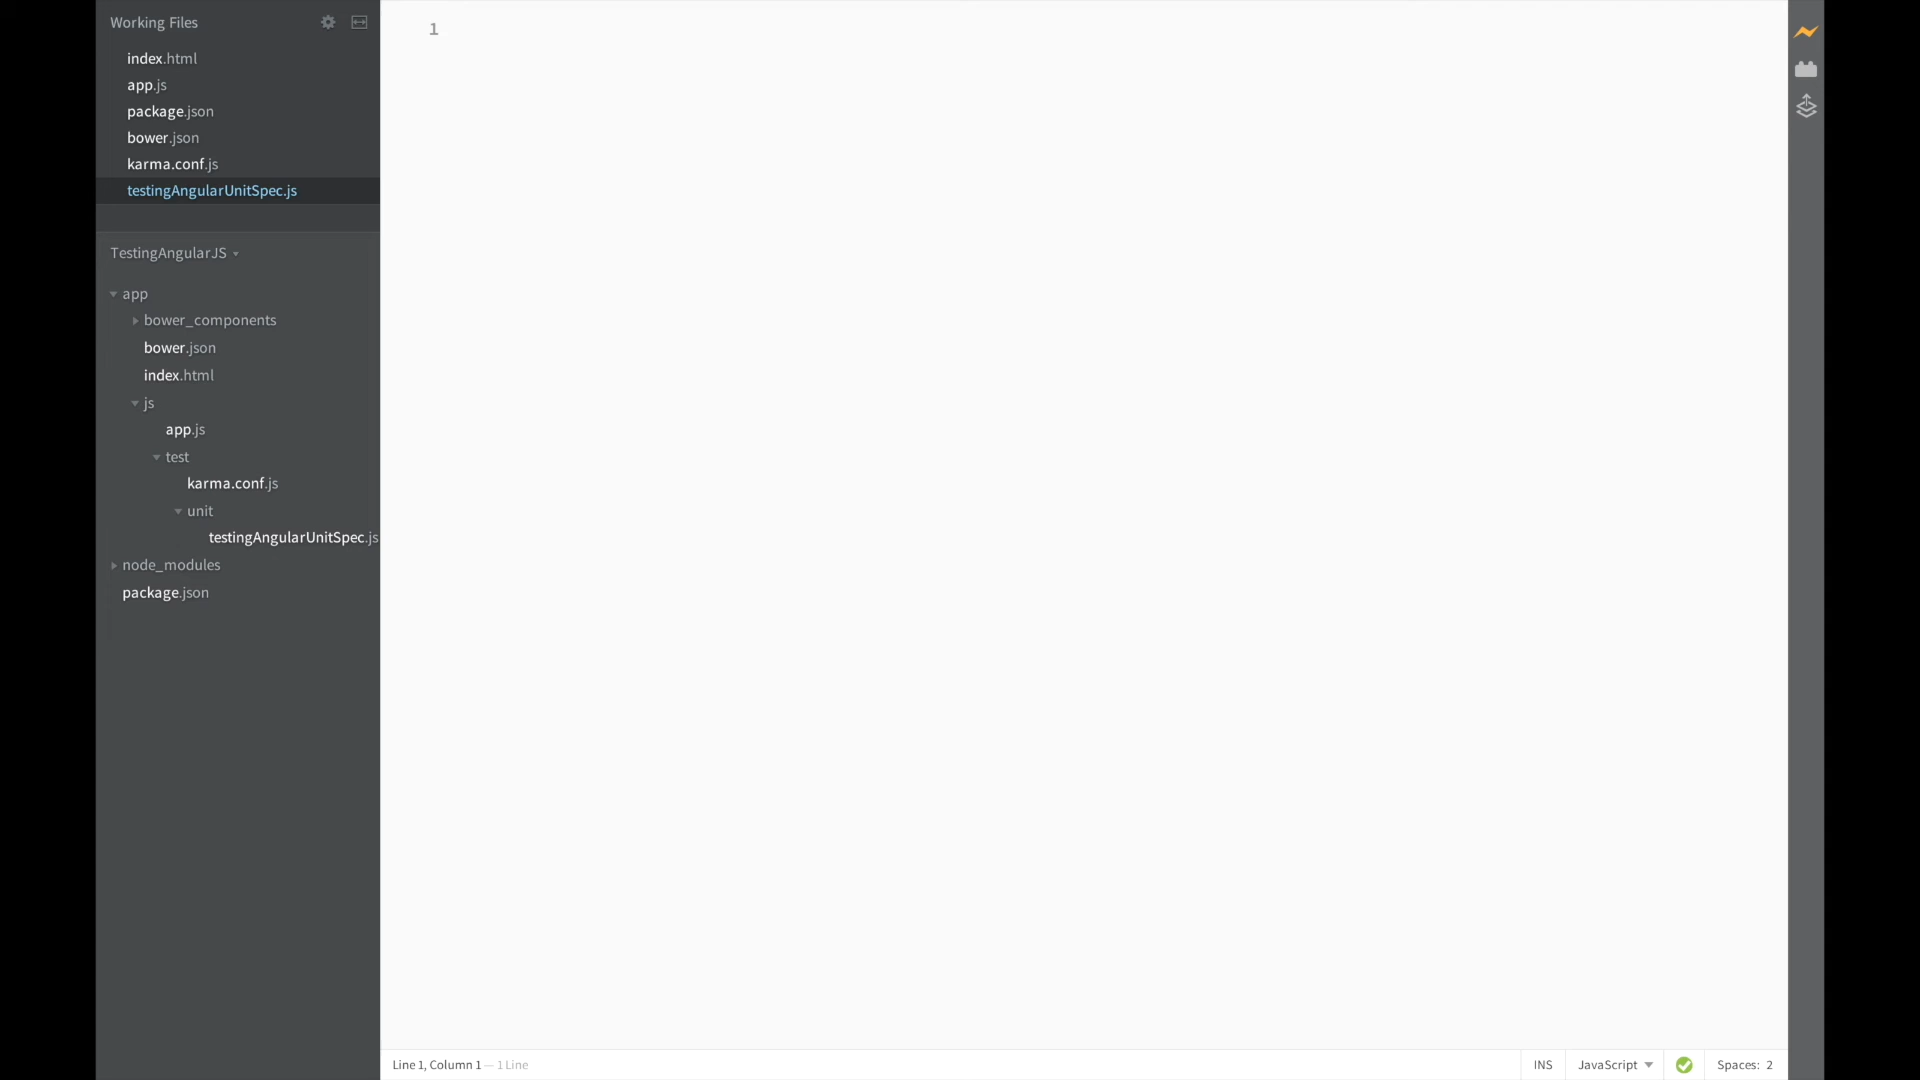 Working Files
index.html
app.js
package.json
bower.json
karma.conf.js
testingAngularUnitSpec.js
TestingAngularJS
app
bower_components
bower.json
index.html
js
app.js
test
karma.conf.js
unit
testingAngularUnitSpec.js
node_modules
package.json
1
Line 1, Column 1 — 1 Line
INS
JavaScript
Spaces: 2